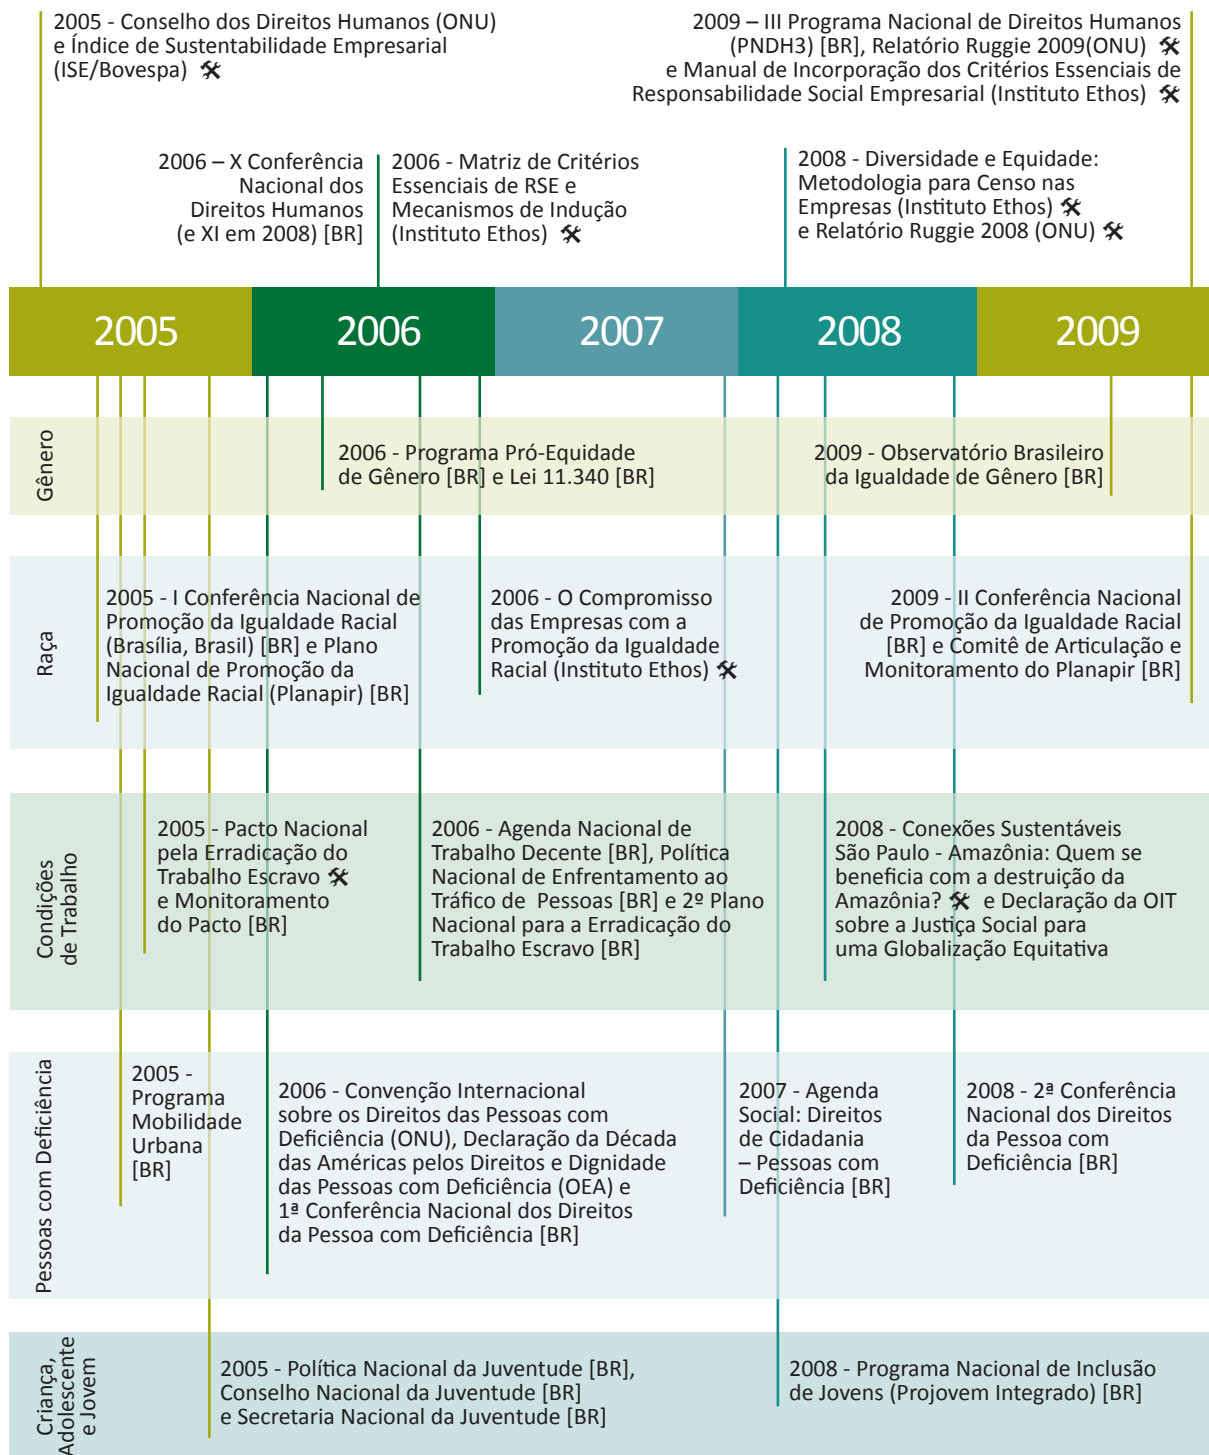 2005 - Conselho dos Direitos Humanos (ONU)
e Índice de Sustentabilidade Empresarial
(ISE/Bovespa) 🛠
2009 – III Programa Nacional de Direitos Humanos
(PNDH3) [BR], Relatório Ruggie 2009(ONU) 🛠
e Manual de Incorporação dos Critérios Essenciais de
Responsabilidade Social Empresarial (Instituto Ethos) 🛠
2006 – X Conferência
Nacional dos
Direitos Humanos
(e XI em 2008) [BR]
2006 - Matriz de Critérios
Essenciais de RSE e
Mecanismos de Indução
(Instituto Ethos) 🛠
2008 - Diversidade e Equidade:
Metodologia para Censo nas
Empresas (Instituto Ethos) 🛠
e Relatório Ruggie 2008 (ONU) 🛠
2005
2006
2007
2008
2009
Gênero
2006 - Programa Pró-Equidade
de Gênero [BR] e Lei 11.340 [BR]
2009 - Observatório Brasileiro
da Igualdade de Gênero [BR]
Raça
2005 - I Conferência Nacional de
Promoção da Igualdade Racial
(Brasília, Brasil) [BR] e Plano
Nacional de Promoção da
Igualdade Racial (Planapir) [BR]
2006 - O Compromisso
das Empresas com a
Promoção da Igualdade
Racial (Instituto Ethos) 🛠
2009 - II Conferência Nacional
de Promoção da Igualdade Racial
[BR] e Comitê de Articulação e
Monitoramento do Planapir [BR]
Condições
de Trabalho
2005 - Pacto Nacional
pela Erradicação do
Trabalho Escravo 🛠
e Monitoramento
do Pacto [BR]
2006 - Agenda Nacional de
Trabalho Decente [BR], Política
Nacional de Enfrentamento ao
Tráfico de Pessoas [BR] e 2º Plano
Nacional para a Erradicação do
Trabalho Escravo [BR]
2008 - Conexões Sustentáveis
São Paulo - Amazônia: Quem se
beneficia com a destruição da
Amazônia? 🛠 e Declaração da OIT
sobre a Justiça Social para
uma Globalização Equitativa
Pessoas com Deficiência
2005 -
Programa
Mobilidade
Urbana
[BR]
2006 - Convenção Internacional
sobre os Direitos das Pessoas com
Deficiência (ONU), Declaração da Década
das Américas pelos Direitos e Dignidade
das Pessoas com Deficiência (OEA) e
1ª Conferência Nacional dos Direitos
da Pessoa com Deficiência [BR]
2007 - Agenda
Social: Direitos
de Cidadania
– Pessoas com
Deficiência [BR]
2008 - 2ª Conferência
Nacional dos Direitos
da Pessoa com
Deficiência [BR]
Criança,
Adolescente
e Jovem
2005 - Política Nacional da Juventude [BR],
Conselho Nacional da Juventude [BR]
e Secretaria Nacional da Juventude [BR]
2008 - Programa Nacional de Inclusão
de Jovens (Projovem Integrado) [BR]